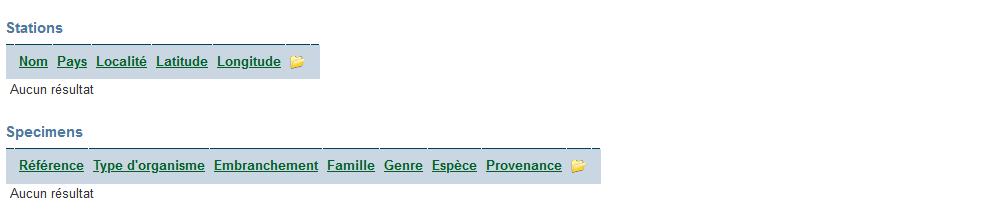 Stations
Nom Pays Localité Latitude Longitude
Aucun résultat
Specimens
Référence Type d'organisme Embranchement Famille Genre Espèce Provenance
Aucun résultat